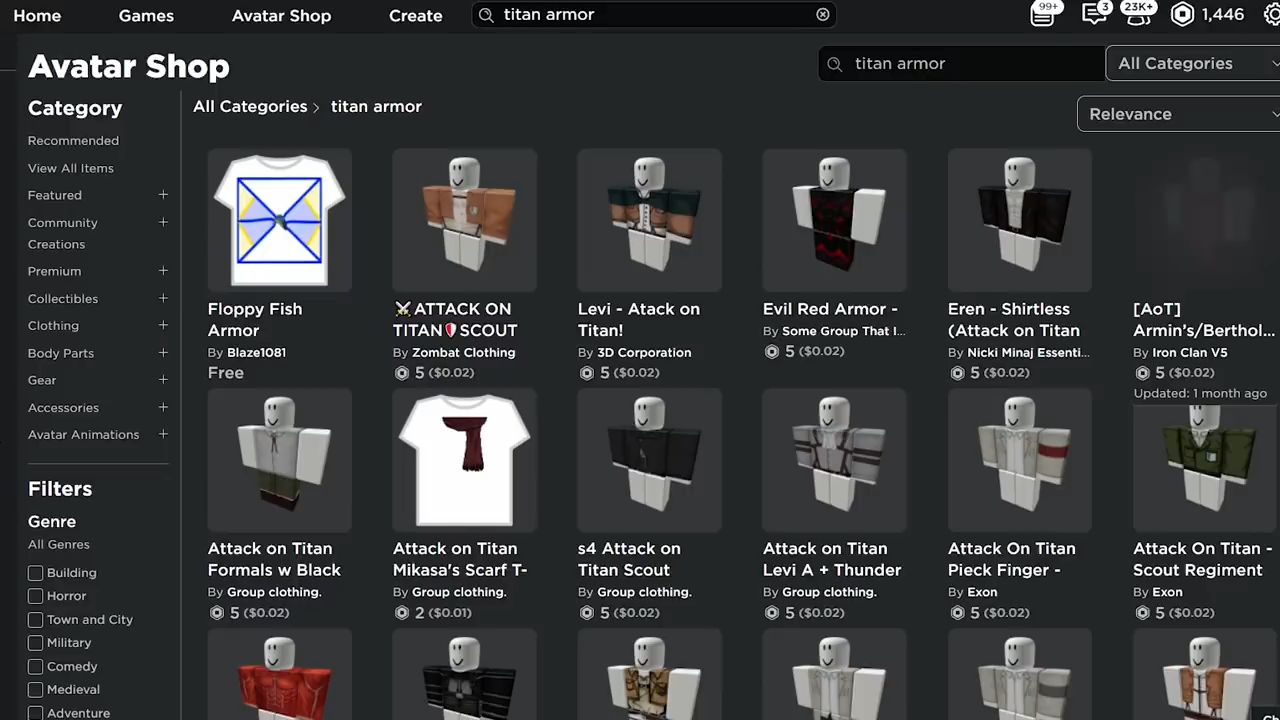 Home Games Avatar Shop Create titan armor 99+ 3 23K+ 1,446
Avatar Shop
titan armor All Categories
Category
All Categories > titan armor
Relevance
Recommended
View All Items
Featured +
Community +
Creations
Premium +
Collectibles +
Clothing +
Body Parts +
Gear +
Accessories +
Avatar Animations +
Filters
Genre
All Genres
Building
Horror
Town and City
Military
Comedy
Medieval
Adventure
Floppy Fish
Armor
By Blaze1081
Free
⚔️ATTACK ON
TITAN🛡️SCOUT
By Zombat Clothing
5 ($0.02)
Levi - Atack on
Titan!
By 3D Corporation
5 ($0.02)
Evil Red Armor -
By Some Group That I...
5 ($0.02)
Eren - Shirtless
(Attack on Titan
By Nicki Minaj Essenti...
5 ($0.02)
[AoT]
Armin's/Berthol...
By Iron Clan V5
5 ($0.02)
Updated: 1 month ago
Attack on Titan
Formals w Black
By Group clothing.
5 ($0.02)
Attack on Titan
Mikasa's Scarf T-
By Group clothing.
2 ($0.01)
s4 Attack on
Titan Scout
By Group clothing.
5 ($0.02)
Attack on Titan
Levi A + Thunder
By Group clothing.
5 ($0.02)
Attack On Titan
Pieck Finger -
By Exon
5 ($0.02)
Attack On Titan -
Scout Regiment
By Exon
5 ($0.02)